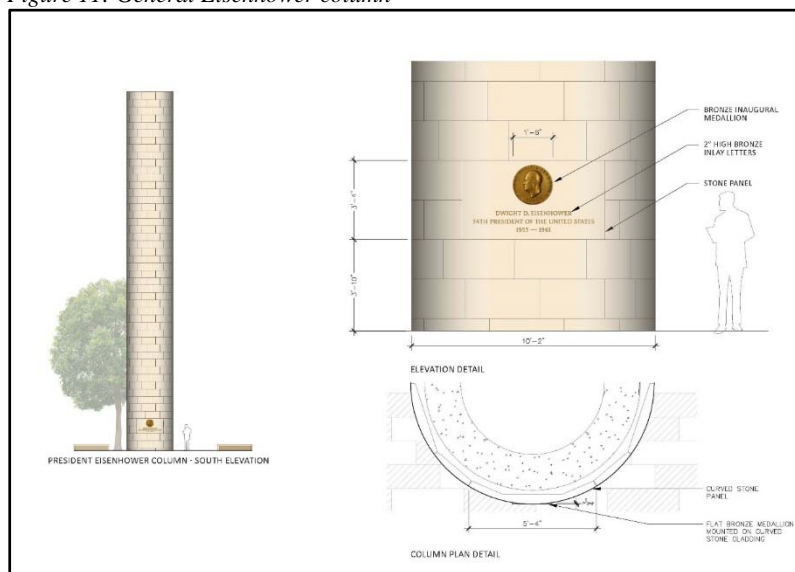 Figure 11: General Eisenhower column
BRONZE INAUGURAL
MEDALLION
1'-8"
2" HIGH BRONZE
INLAY LETTERS
STONE PANEL
3'-4"
DWIGHT D. EISENHOWER
34TH PRESIDENT OF THE UNITED STATES
1953 — 1961
3'-10"
10'-2"
ELEVATION DETAIL
PRESIDENT EISENHOWER COLUMN - SOUTH ELEVATION
CURVED STONE
PANEL
5'-4"
FLAT BRONZE MEDALLION
MOUNTED ON CURVED
STONE CLADDING
COLUMN PLAN DETAIL